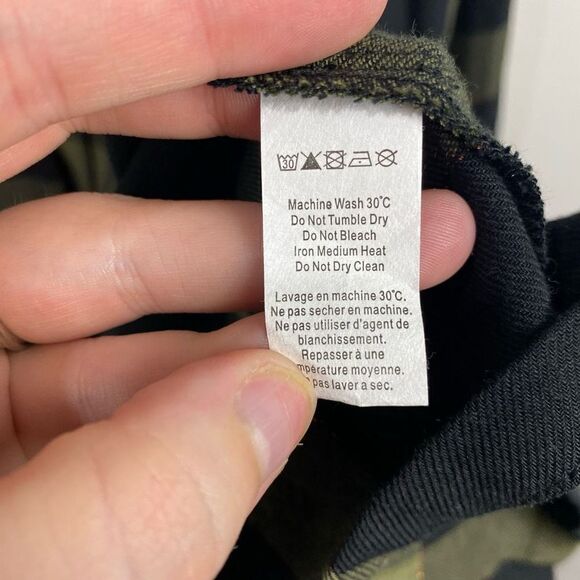 30
Machine Wash 30°C
Do Not Tumble Dry
Do Not Bleach
Iron Medium Heat
Do Not Dry Clean
Lavage en machine 30°C.
Ne pas secher en machine.
Ne pas utiliser d'agent de
blanchissement.
Repasser à une
moyenne.
pas laver a sec.